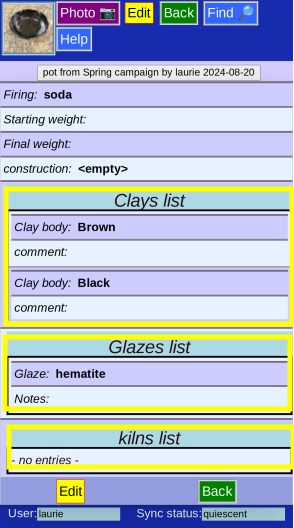 Photo 📷 Edit Back Find 🔎
Help
pot from Spring campaign by laurie 2024-08-20
Firing: soda
Starting weight:
Final weight:
construction: <empty>
Clays list
Clay body: Brown
comment:
Clay body: Black
comment:
Glazes list
Glaze: hematite
Notes:
kilns list
- no entries -
Edit Back
User: laurie Sync status: quiescent